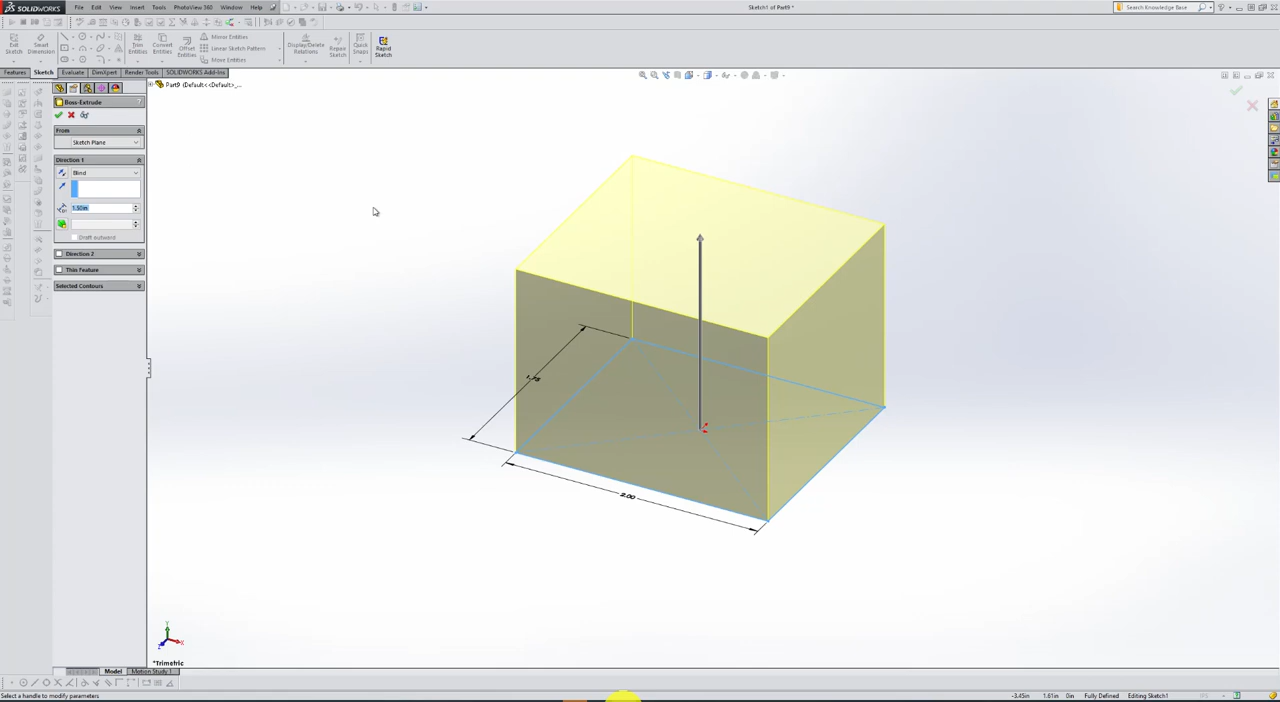 SOLIDWORKS File Edit View Insert Tools PhotoView 360 Window Help
Sketch1 of Part9 *
Search Knowledge Base
Exit Sketch
Smart Dimension
Trim Entities
Convert Entities
Offset Entities
Mirror Entities
Linear Sketch Pattern
Move Entities
Display/Delete Relations
Repair Sketch
Quick Snaps
Rapid Sketch
Features Sketch Evaluate DimXpert Render Tools SOLIDWORKS Add-Ins
Part9 (Default<<Default>_...
Boss-Extrude ?
From
Sketch Plane
Direction 1
Blind
1.50in
Draft outward
Direction 2
Thin Feature
Selected Contours
1.75
2.00
Y
X
Z
*Trimetric
Model Motion Study 1
Select a handle to modify parameters
-3.45in 1.61in 0in Fully Defined Editing Sketch1